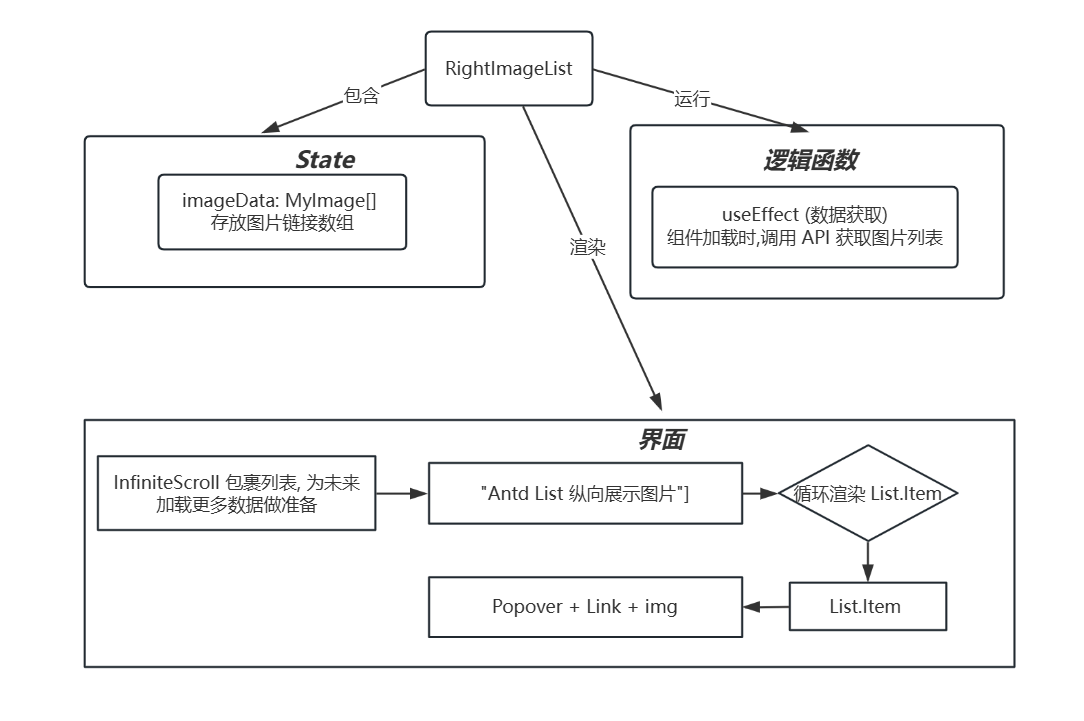 RightImageList
包含
运行
State
imageData: MyImage[]
存放图片链接数组
逻辑函数
useEffect (数据获取)
组件加载时,调用 API 获取图片列表
渲染
界面
InfiniteScroll 包裹列表, 为未来
加载更多数据做准备
"Antd List 纵向展示图片"]
循环渲染 List.Item
Popover + Link + img
List.Item